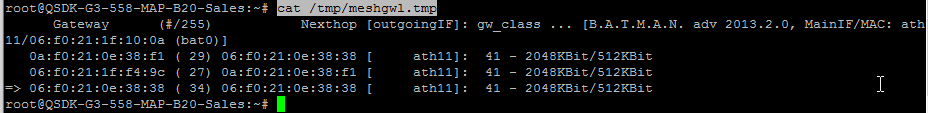 root@QSDK-G3-558-MAP-B20-Sales:~# cat /tmp/meshgwl.tmp
Gateway (#/255) Nexthop [outgoingIF]: gw_class ... [B.A.T.M.A.N. adv 2013.2.0, MainIF/MAC: ath
11/06:f0:21:1f:10:0a (bat0)]
0a:f0:21:0e:38:f1 ( 29) 06:f0:21:0e:38:38 [ ath11]: 41 - 2048KBit/512KBit
06:f0:21:1f:f4:9c ( 27) 0a:f0:21:0e:38:f1 [ ath11]: 41 - 2048KBit/512KBit
=> 06:f0:21:0e:38:38 ( 34) 06:f0:21:0e:38:38 [ ath11]: 41 - 2048KBit/512KBit
root@QSDK-G3-558-MAP-B20-Sales:~#